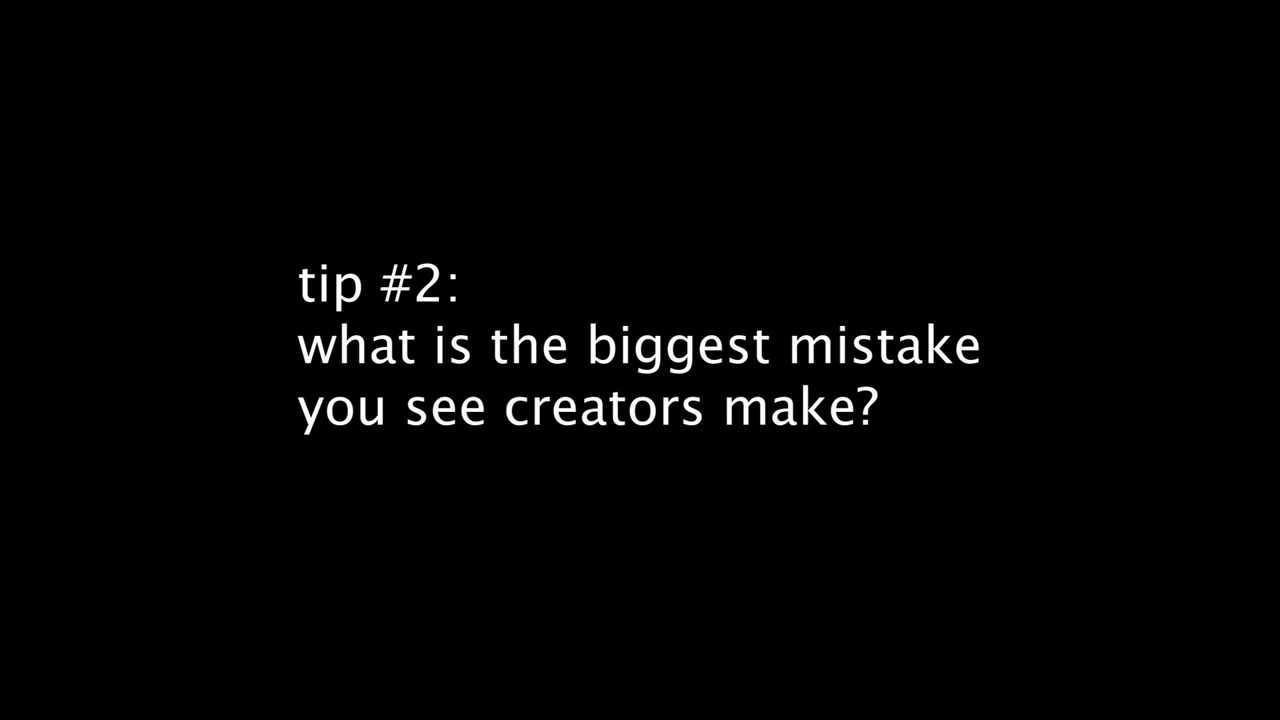 tip #2:
what is the biggest mistake
you see creators make?